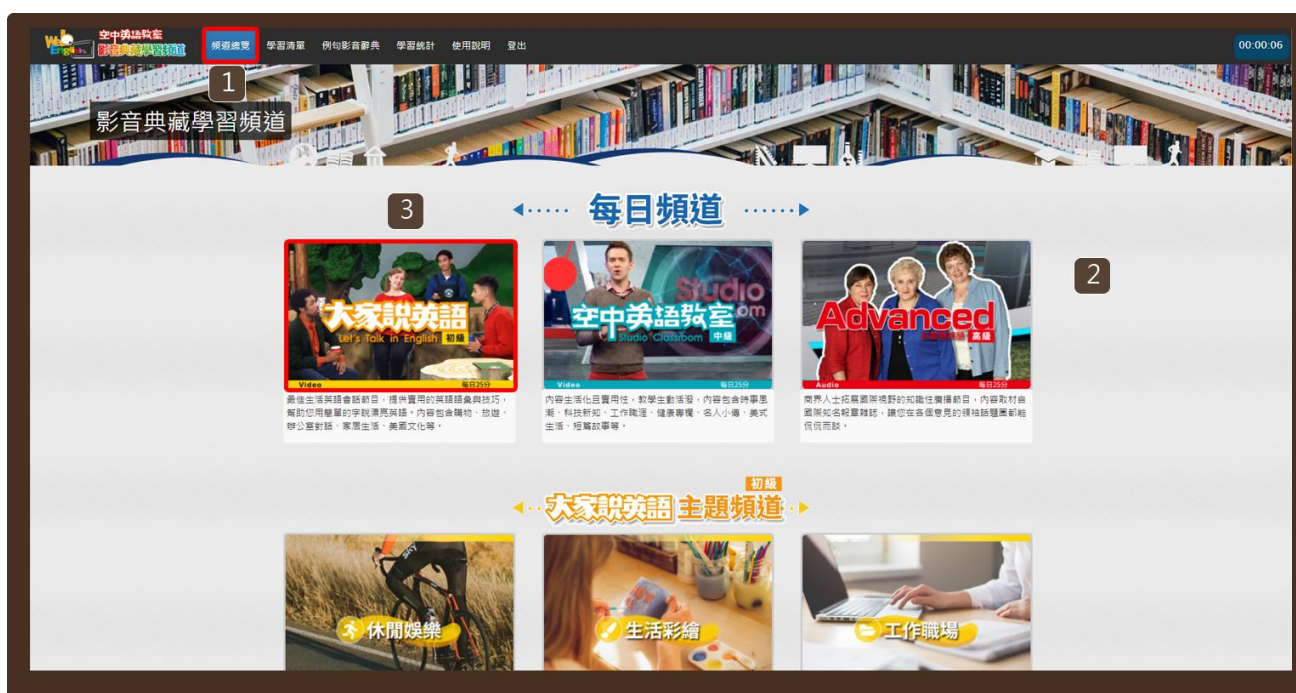 Web English
空中英語教室
影音典藏學習頻道
頻道總覽 學習清單 例句影音辭典 學習統計 使用說明 登出
00:00:06
1
影音典藏學習頻道
3
每日頻道
2
大家說英語
Let's Talk in English 初級
Video 每日25分
Studio
om
空中英語教室
Studio Classroom 中級
Video 每日25分
Advanced
高級
Audio 每日25分
最佳生活英語會話節目，提供實用的英語語彙與技巧，
幫助您用簡單的字說漂亮英語。內容包含購物、旅遊、
辦公室對話、家居生活、美國文化等。
內容生活化且實用性，教學生動活潑，內容包含時事風
潮、科技新知、工作職涯、健康專欄、名人小傳、美式
生活、短篇故事等。
商界人士拓展國際視野的知識性廣播節目，內容取材自
國際知名報章雜誌，讓您在各個意見的領袖話題圈都能
侃侃而談。
初級
大家說英語 主題頻道
休閒娛樂
生活彩繪
工作職場